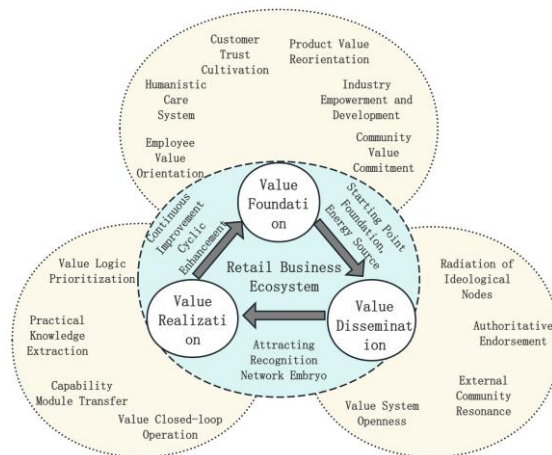 Customer
Trust
Cultivation
Product Value
Reorientation
Humanistic
Care
System
Industry
Empowerment and
Development
Employee
Value
Orientation
Community
Value
Commitment
Value
Foundati
on
Continuous
Improvement
Cyclic
Enhancement
Starting Point
Foundation,
Energy Source
Retail Business
Ecosystem
Value
Realizati
on
Value
Disseminat
ion
Attracting
Recognition
Network Embryo
Value Logic
Prioritization
Practical
Knowledge
Extraction
Capability
Module Transfer
Value Closed-loop
Operation
Radiation of
Ideological
Nodes
Authoritative
Endorsement
External
Community
Resonance
Value System
Openness